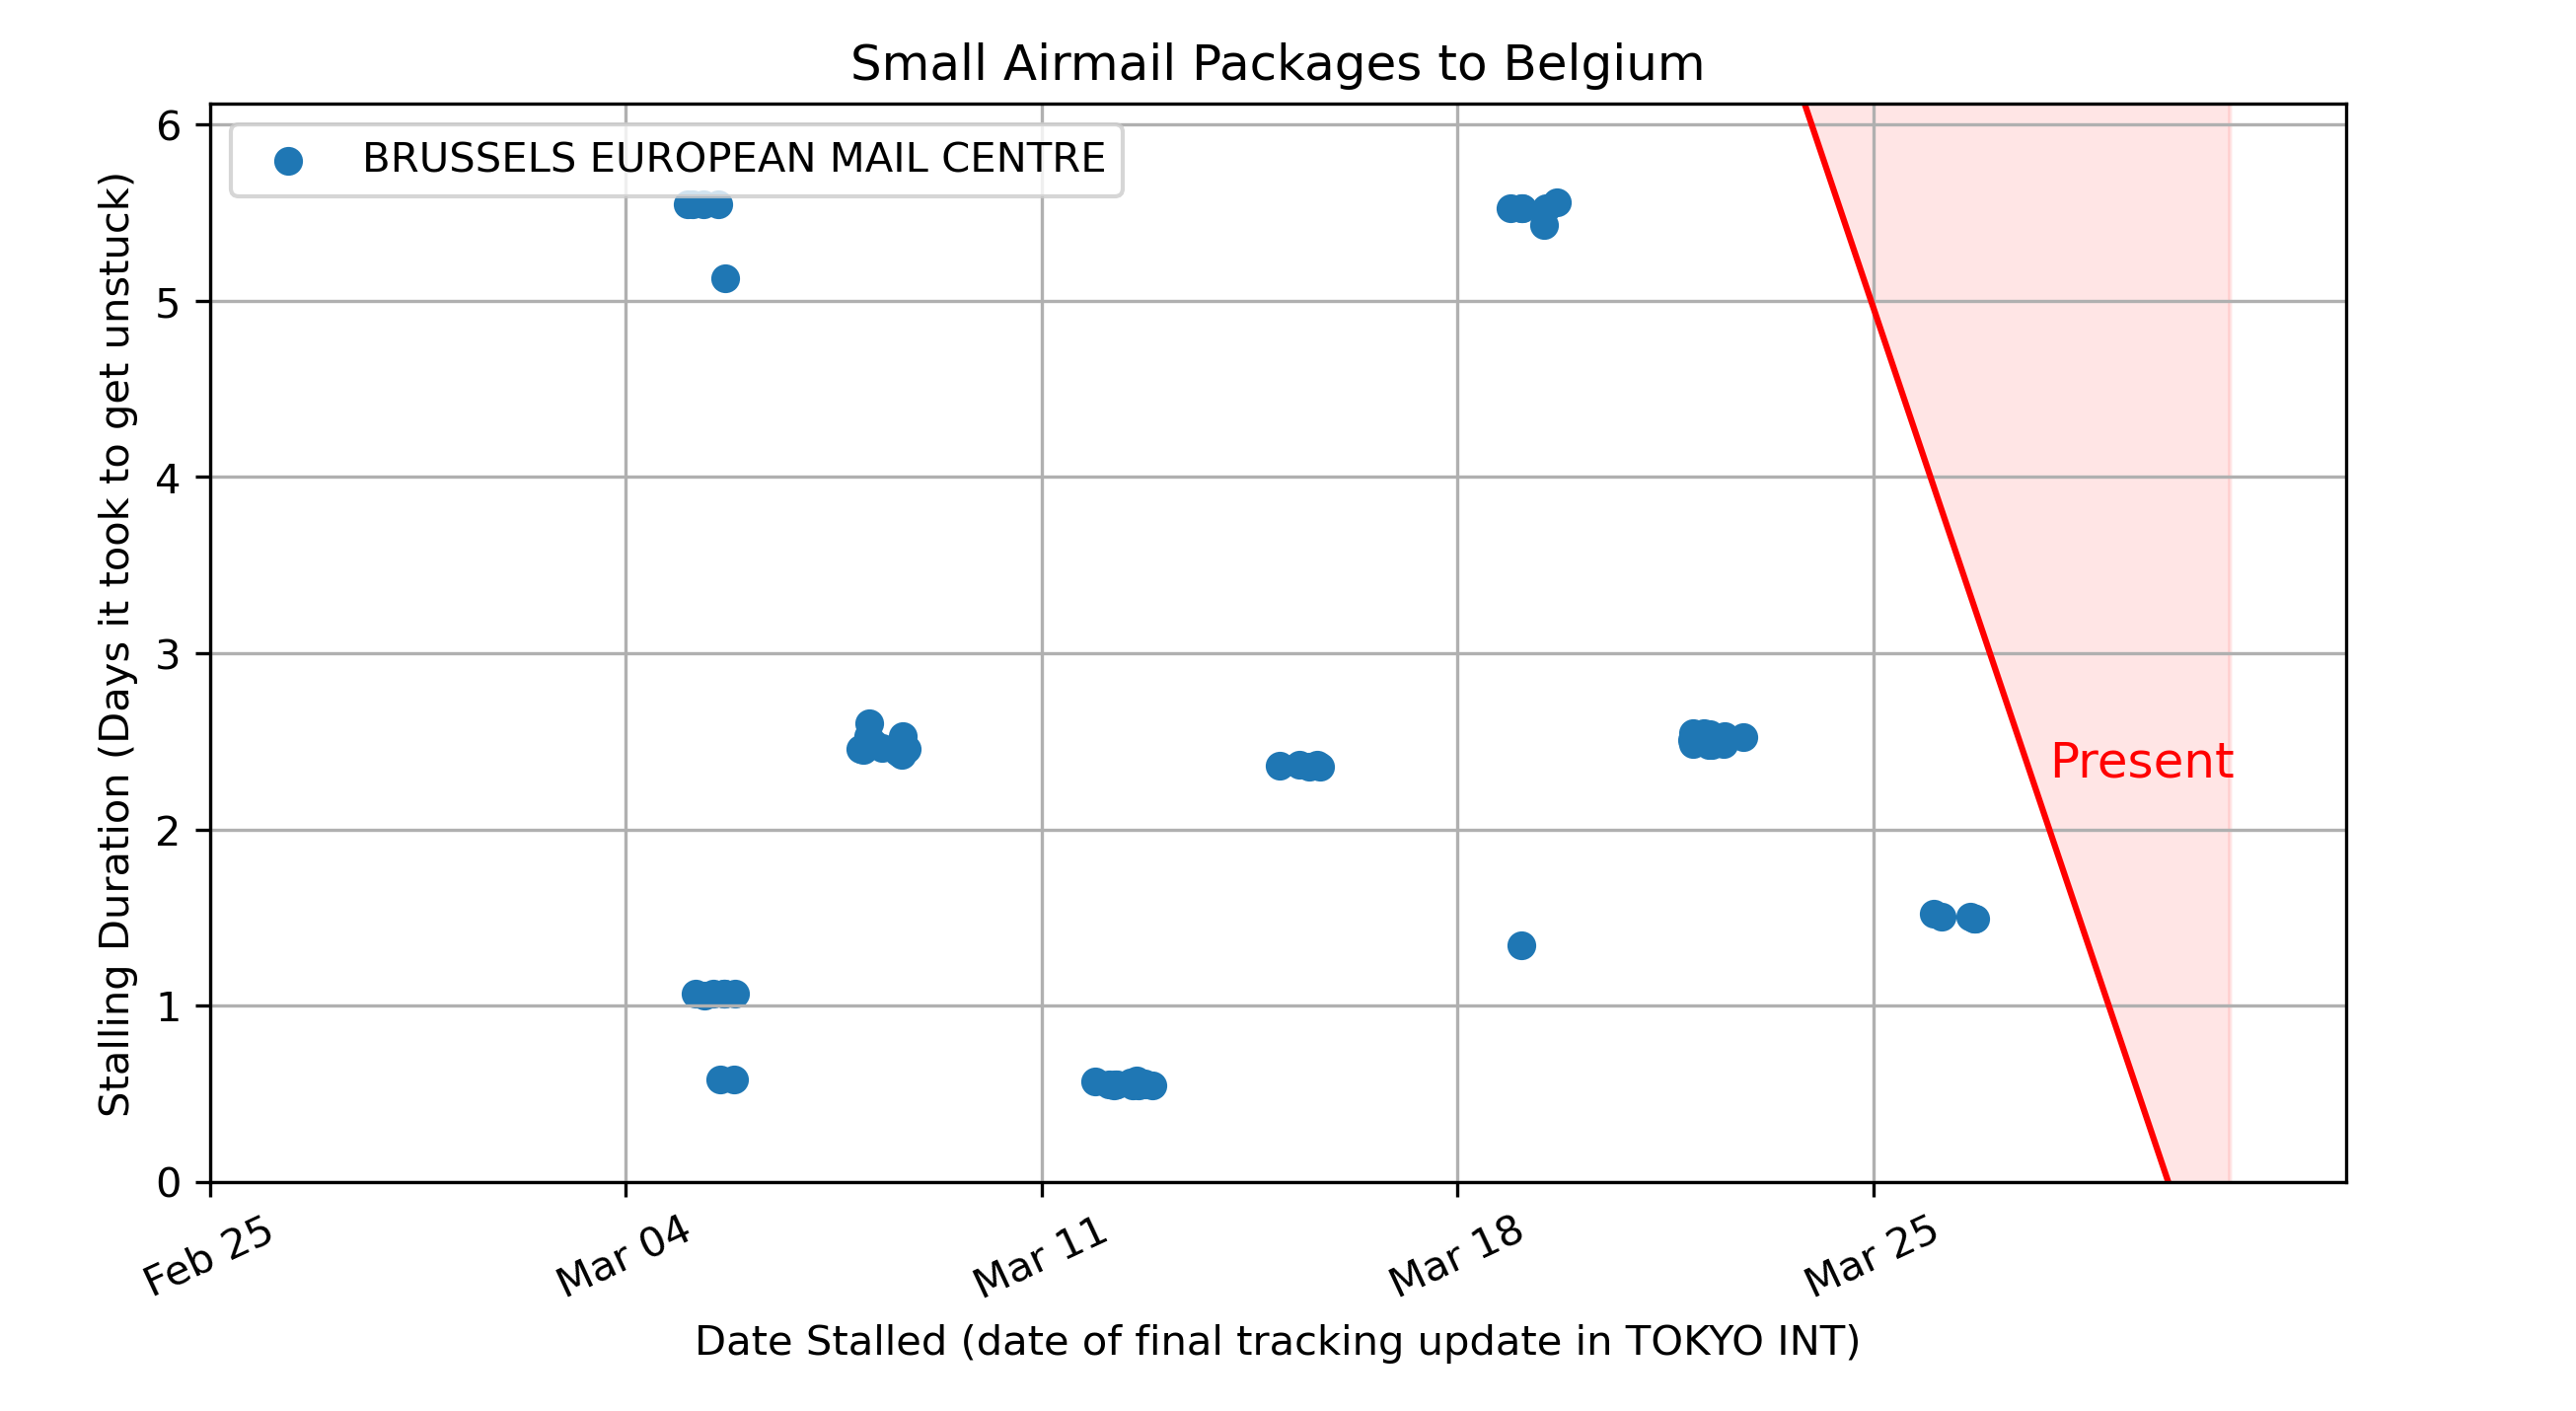 Small Airmail Packages to Belgium
BRUSSELS EUROPEAN MAIL CENTRE
Stalling Duration (Days it took to get unstuck)
6
5
4
3
2
1
0
Present
Feb 25
Mar 04
Mar 11
Mar 18
Mar 25
Date Stalled (date of final tracking update in TOKYO INT)